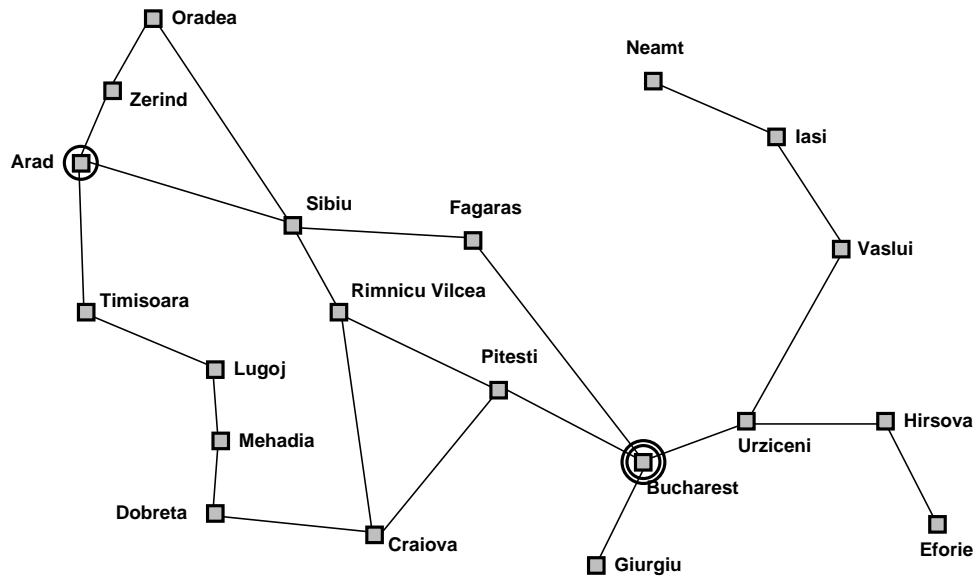 Oradea
Neamt
Zerind
Iasi
Arad
Sibiu
Fagaras
Vaslui
Timisoara
Rimnicu Vilcea
Pitesti
Lugoj
Hirsova
Mehadia
Urziceni
Bucharest
Dobreta
Craiova
Eforie
Giurgiu